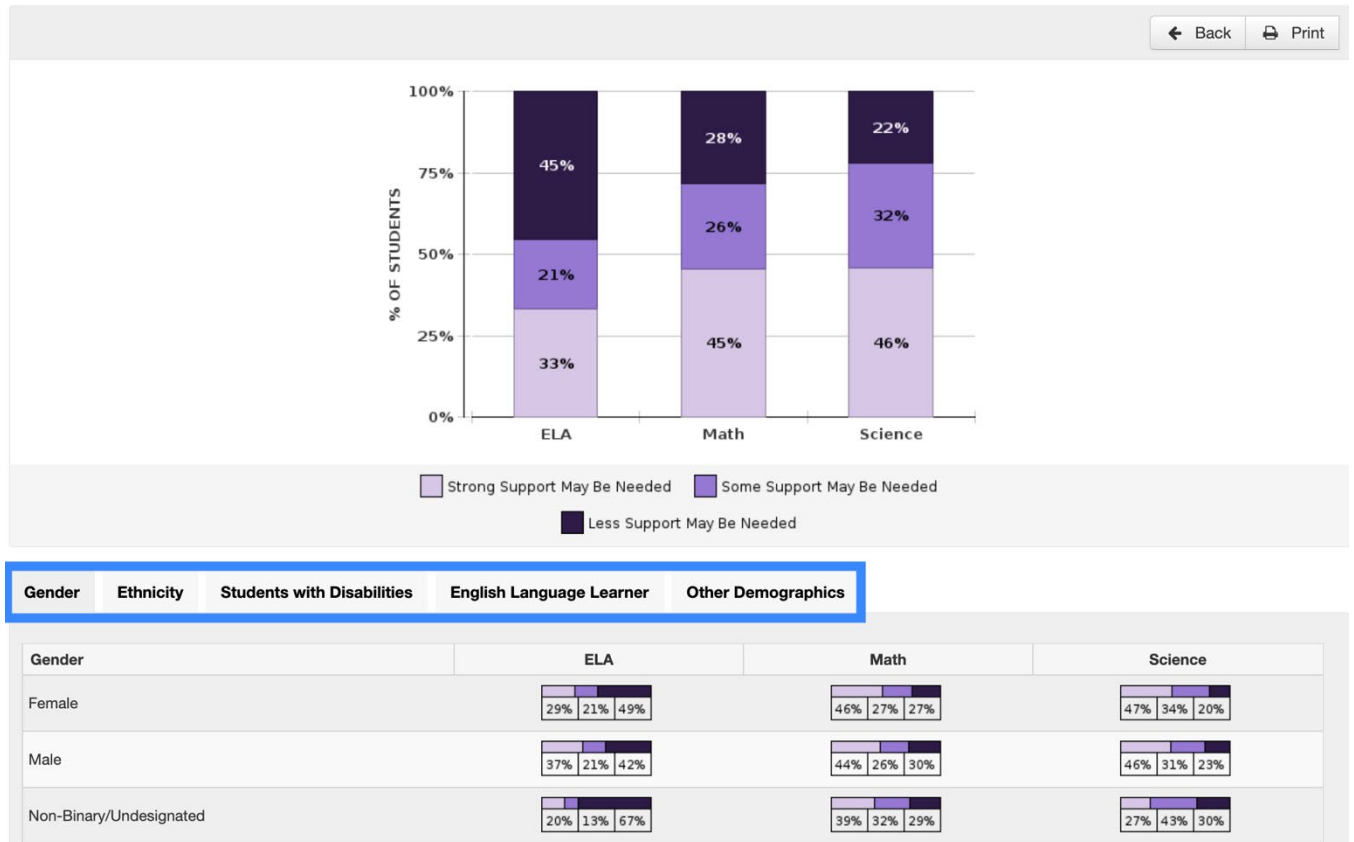 Back Print
100%
75%
50%
25%
0%
% OF STUDENTS
45%
21%
33%
28%
26%
45%
22%
32%
46%
ELA Math Science
Strong Support May Be Needed Some Support May Be Needed
Less Support May Be Needed
Gender Ethnicity Students with Disabilities English Language Learner Other Demographics
Gender ELA Math Science
Female 29% 21% 49% 46% 27% 27% 47% 34% 20%
Male 37% 21% 42% 44% 26% 30% 46% 31% 23%
Non-Binary/Undesignated 20% 13% 67% 39% 32% 29% 27% 43% 30%